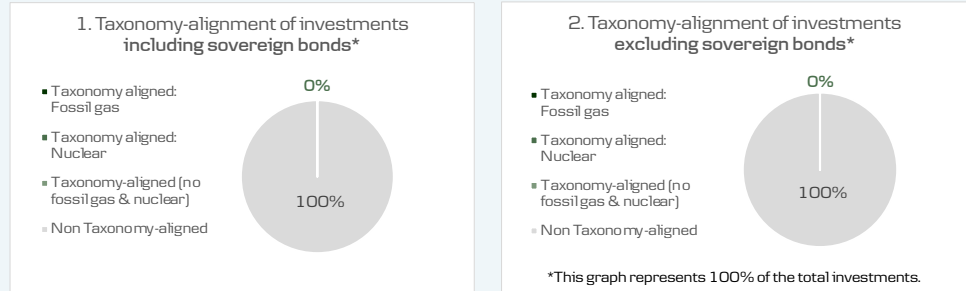 1. Taxonomy-alignment of investments
including sovereign bonds*
0%
Taxonomy aligned:
Fossil gas
Taxonomy aligned:
Nuclear
Taxonomy-aligned (no
fossil gas & nuclear)
Non Taxonomy-aligned
100%
2. Taxonomy-alignment of investments
excluding sovereign bonds*
0%
Taxonomy aligned:
Fossil gas
Taxonomy aligned:
Nuclear
Taxonomy-aligned (no
fossil gas & nuclear)
Non Taxonomy-aligned
100%
*This graph represents 100% of the total investments.